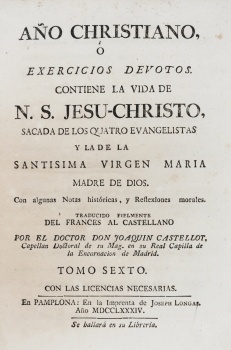 AÑO CHRISTIANO,
Ó
EXERCICIOS DEVOTOS.
CONTIENE LA VIDA DE
N. S. JESU-CHRISTO,
SACADA DE LOS QUATRO EVANGELISTAS
Y LA DE LA
SANTISIMA VIRGEN MARIA
MADRE DE DIOS.
Con algunas Notas históricas, y Reflexiones morales.
TRADUCIDO FIELMENTE
DEL FRANCES AL CASTELLANO
POR EL DOCTOR DON JOAQUIN CASTELLOT,
Capellan Doctoral de su Mag. en su Real Capilla de
la Encarnacion de Madrid.
TOMO SEXTO.
CON LAS LICENCIAS NECESARIAS.
En PAMPLONA: En la Imprenta de JOSEPH LONGAS.
Año MDCCLXXXIV.
Se hallará en su Libreria.